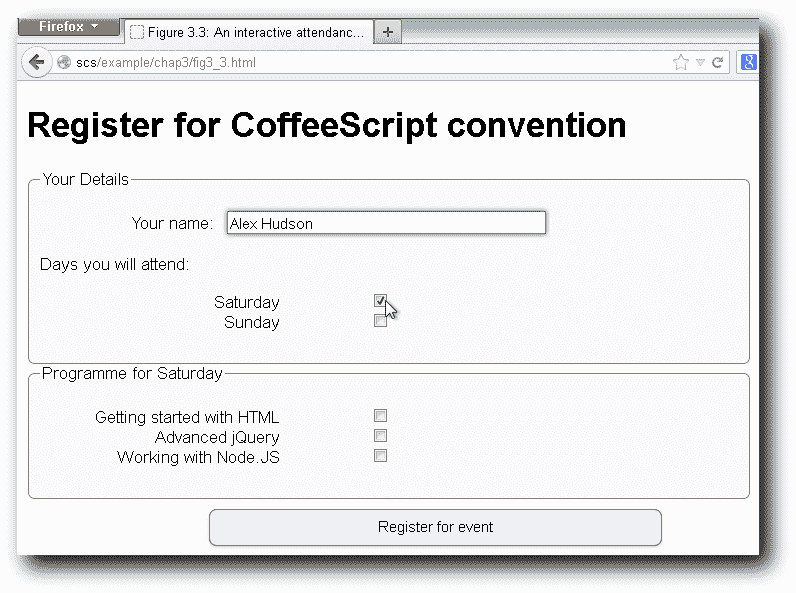 Firefox
Figure 3.3: An interactive attendanc...
scs/example/chap3/fig3_3.html
8
Register for CoffeeScript convention
Your Details
Your name: Alex Hudson
Days you will attend:
Saturday
Sunday
Programme for Saturday
Getting started with HTML
Advanced jQuery
Working with Node.JS
Register for event